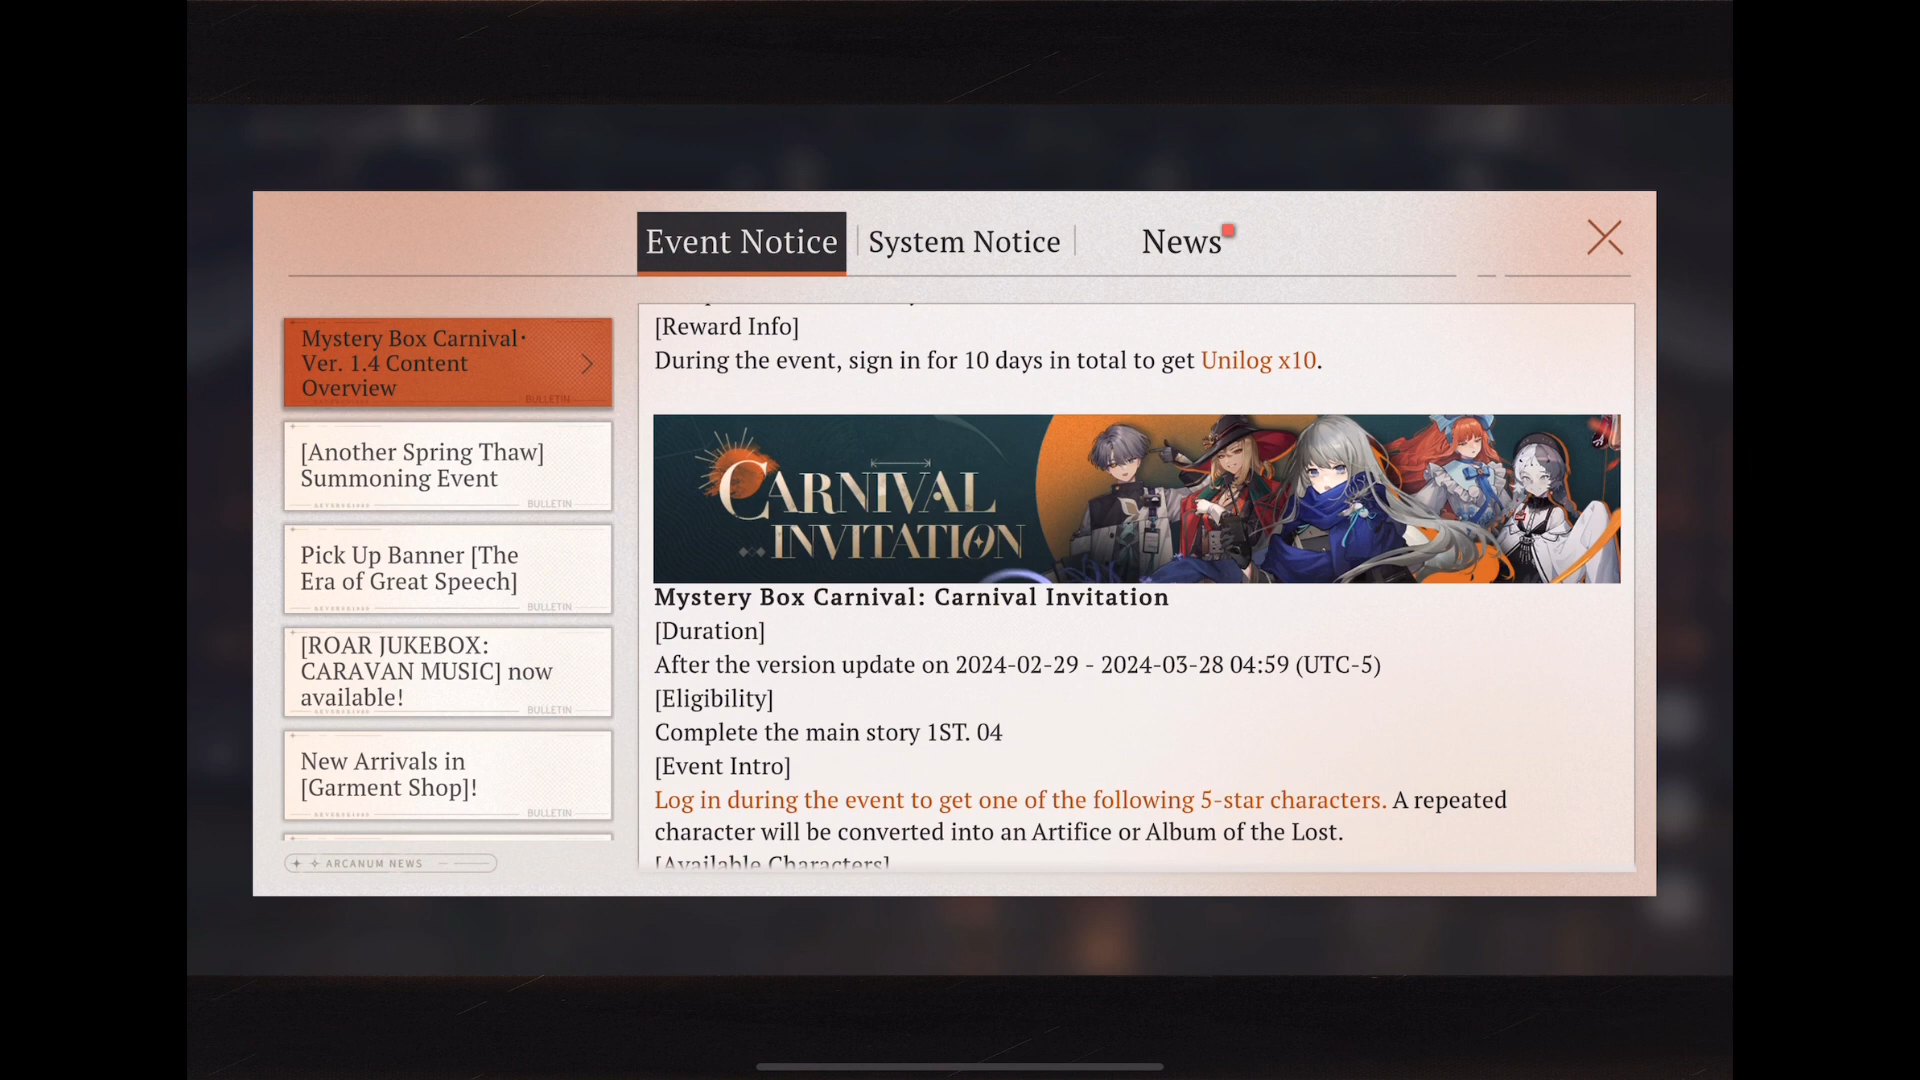 Event Notice
System Notice
News
Mystery Box Carnival·
Ver. 1.4 Content
Overview
BULLETIN
[Another Spring Thaw]
Summoning Event
BULLETIN
Pick Up Banner [The
Era of Great Speech]
BULLETIN
[ROAR JUKEBOX:
CARAVAN MUSIC] now
available!
BULLETIN
New Arrivals in
[Garment Shop]!
BULLETIN
ARCANUM NEWS
[Reward Info]
During the event, sign in for 10 days in total to get Unilog x10.
CARNIVAL
INVITATION
Mystery Box Carnival: Carnival Invitation
[Duration]
After the version update on 2024-02-29 - 2024-03-28 04:59 (UTC-5)
[Eligibility]
Complete the main story 1ST. 04
[Event Intro]
Log in during the event to get one of the following 5-star characters. A repeated
character will be converted into an Artifice or Album of the Lost.
[Available Characters]